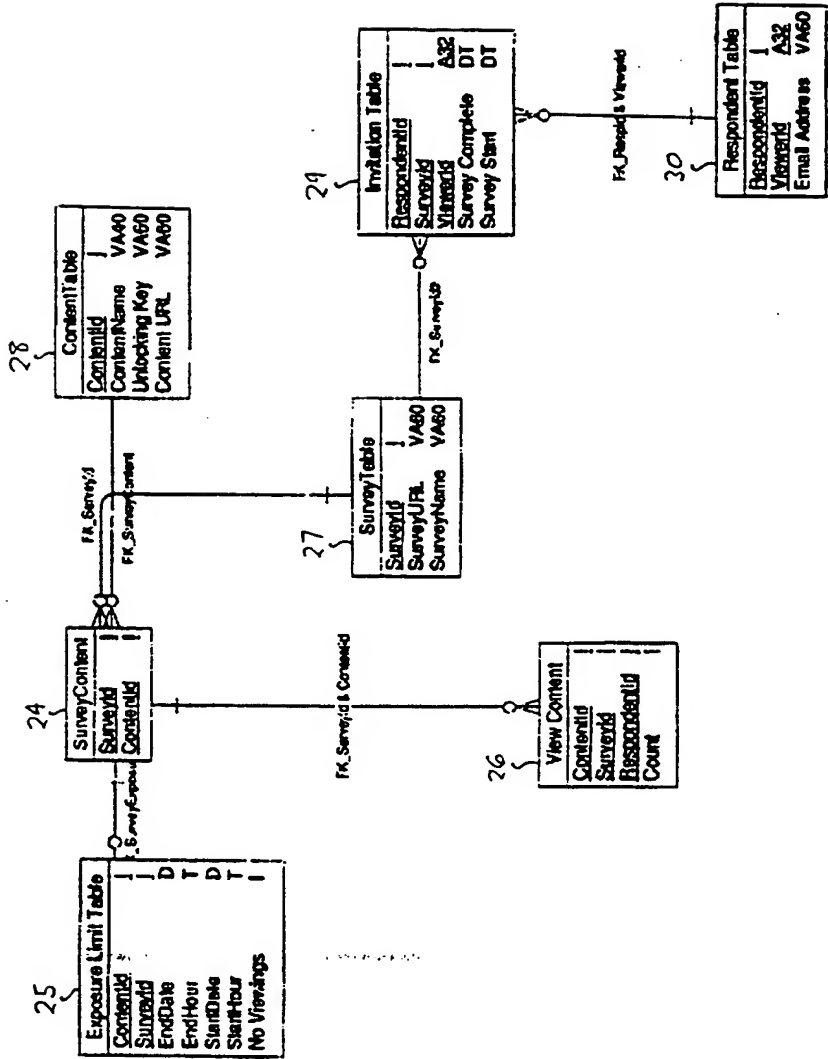 25
Exposure Limit Table
ContentId I
SurveyId I
EndDate D
EndHour T
StartDate D
StartHour T
No Viewings I
24
SurveyContent
SurveyId I
ContentId I
FK_SurveyId
FK_SurveyContent
28
ContentTable
ContentId I
ContentName VA40
Unlocking Key VA60
Content URL VA60
FK_SurveyId & ContentId
26
View Content
ContentId I
SurveyId I
RespondentId I
Count I
27
SurveyTable
SurveyId I
SurveyURL VA60
SurveyName VA60
FK_SurveyID
29
Invitation Table
RespondentId I
SurveyId I
ViewerId A32
Survey Complete DT
Survey Start DT
FK_RespId & ViewerId
30
Respondent Table
RespondentId I
ViewerId A32
Email Address VA60